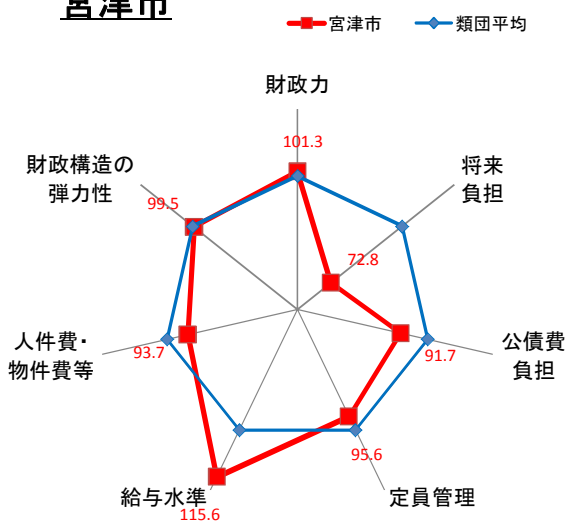 宮津市
宮津市
類団平均
財政力
101.3
将来
負担
72.8
公債費
負担
91.7
定員管理
95.6
給与水準
115.6
人件費・
物件費等
93.7
財政構造の
弾力性
99.5